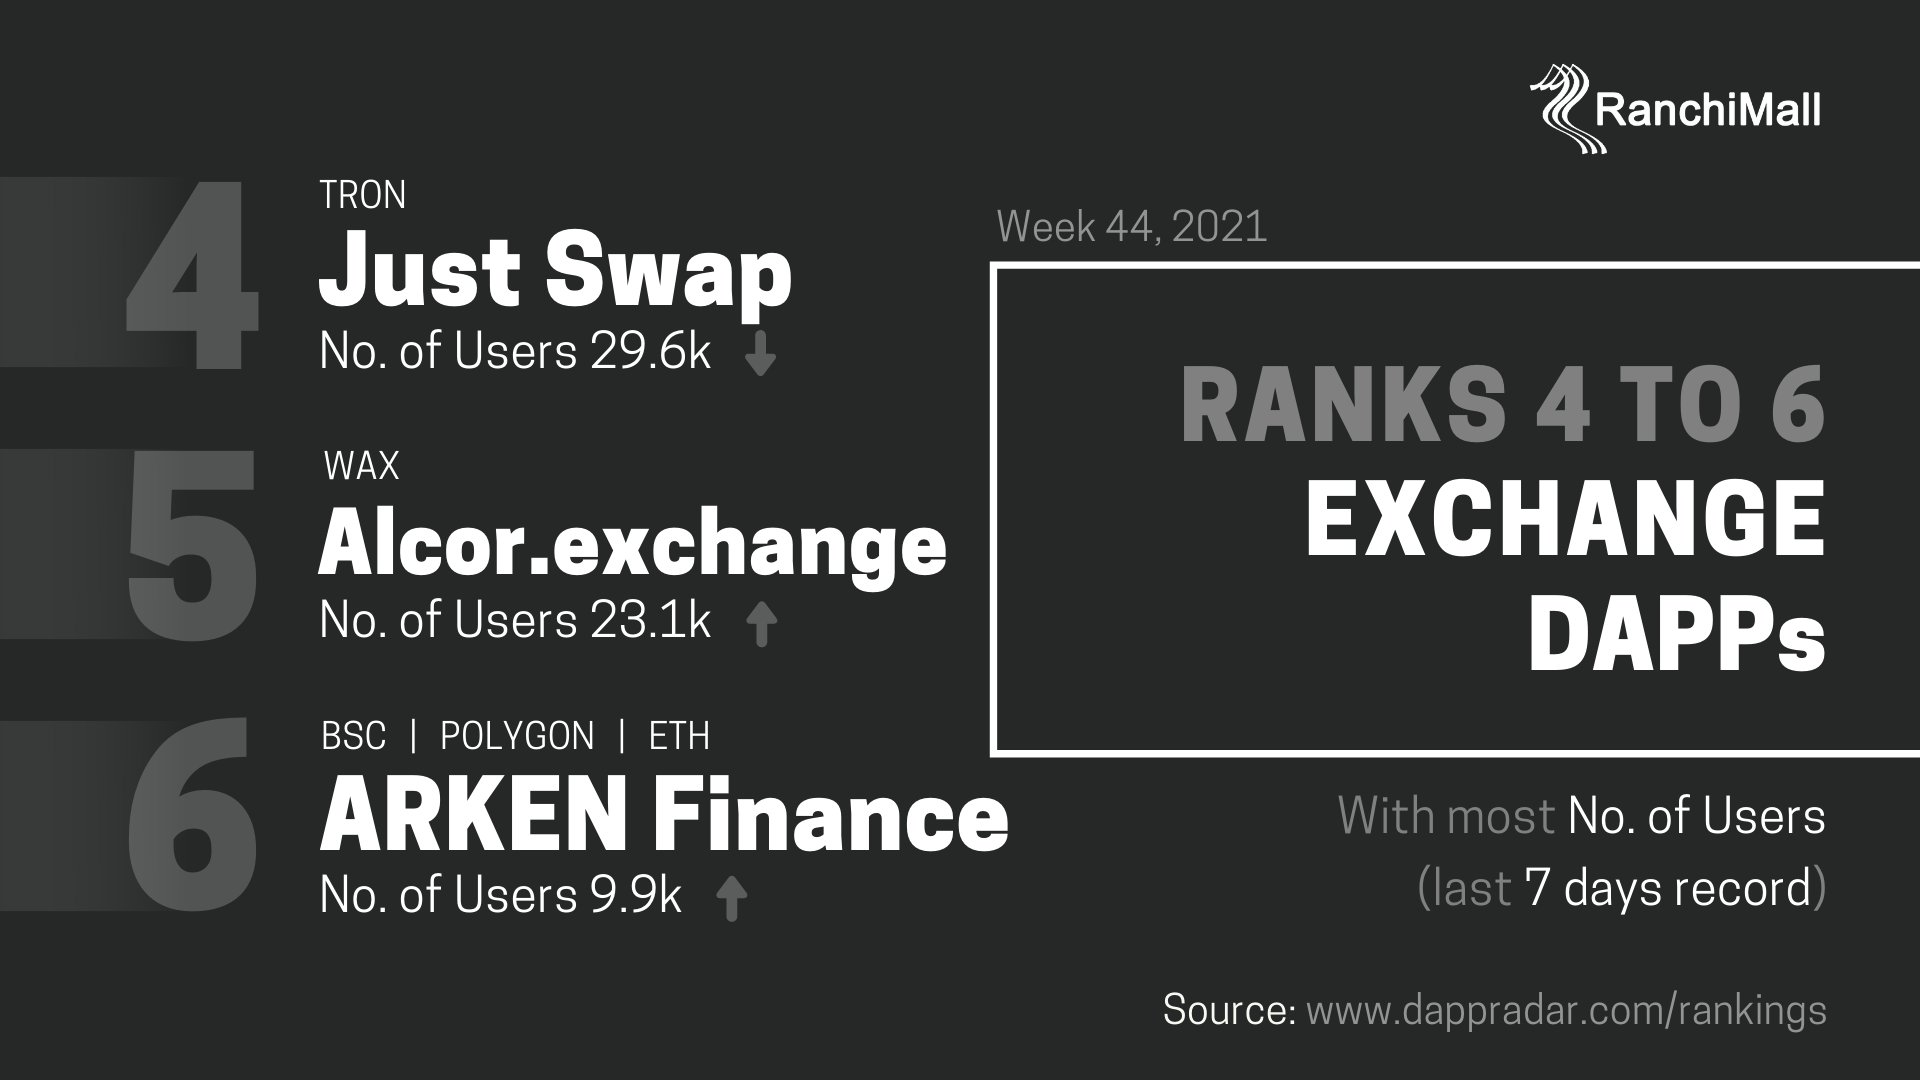 RanchiMall
4
TRON
Just Swap
No. of Users 29.6k
5
WAX
Alcor.exchange
No. of Users 23.1k
6
BSC | POLYGON | ETH
ARKEN Finance
No. of Users 9.9k
Week 44, 2021
RANKS 4 TO 6
EXCHANGE
DAPPs
With most No. of Users
(last 7 days record)
Source: www.dappradar.com/rankings